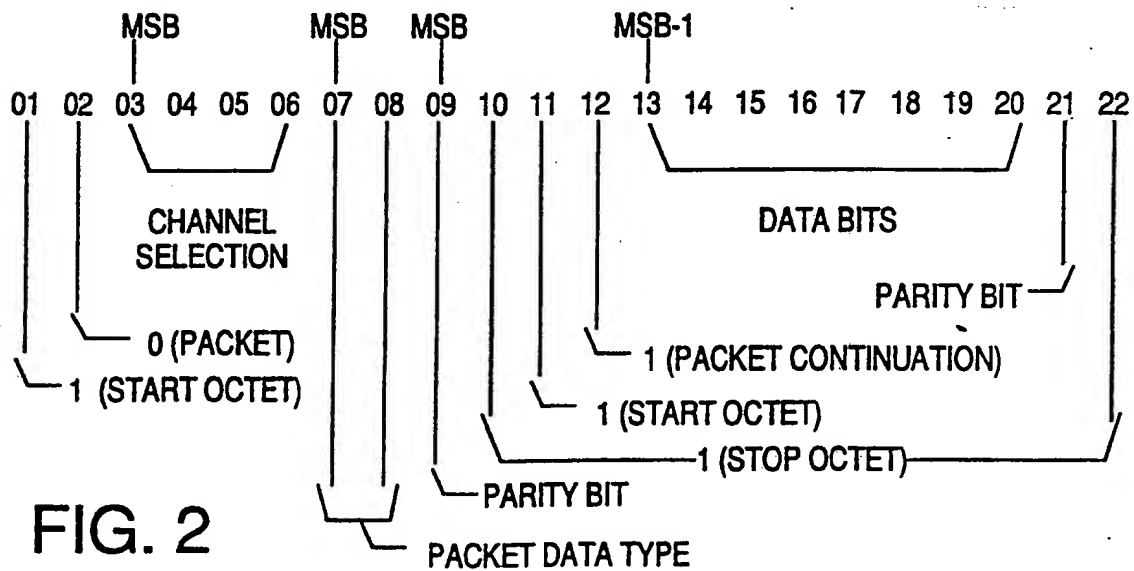 MSB MSB MSB MSB-1
01 02 03 04 05 06 07 08 09 10 11 12 13 14 15 16 17 18 19 20 21 22
CHANNEL
SELECTION
DATA BITS
PARITY BIT
0 (PACKET)
1 (PACKET CONTINUATION)
1 (START OCTET)
1 (START OCTET)
1 (STOP OCTET)
PARITY BIT
PACKET DATA TYPE
FIG. 2